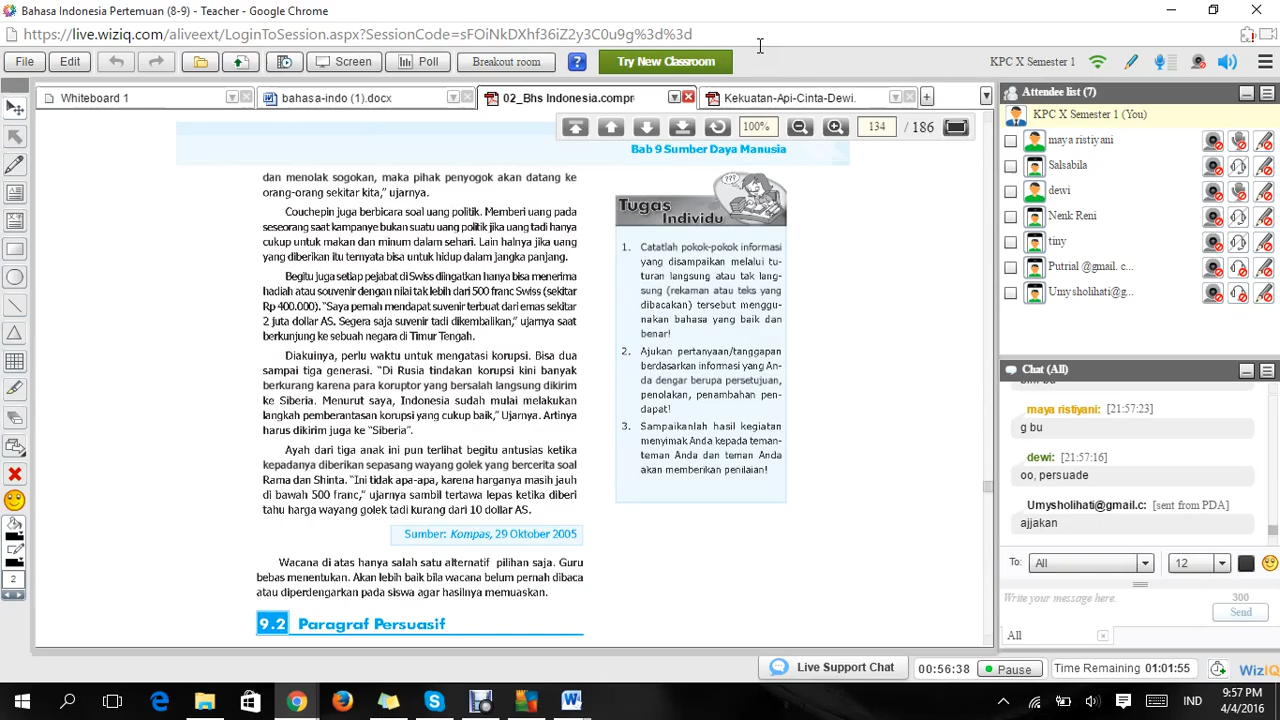 Bahasa Indonesia Pertemuan (8-9) - Teacher - Google Chrome
https://live.wiziq.com/aliveext/LoginToSession.aspx?SessionCode=sFOiNkDXhf36iZ2y3C0u9g%3d%3d
File Edit Screen Poll Breakout room ? Try New Classroom KPC X Semester 1
Whiteboard 1 bahasa-indo (1).docx 02_Bhs Indonesia.compr Kekuatan-Api-Cinta-Dewi.
100% 134 / 186
Bab 9 Sumber Daya Manusia
dan menolak sogokan, maka pihak penyogok akan datang ke
orang-orang sekitar kita,” ujarnya.
Couchepin juga berbicara soal uang politik. Memberi uang pada
seseorang saat kampanye bukan suatu uang politik jika uang tadi hanya
cukup untuk makan dan minum dalam sehari. Lain halnya jika uang
yang diberikan itu ternyata bisa untuk hidup dalam jangka panjang.
Begitu juga setiap pejabat di Swiss diingatkan hanya bisa menerima
hadiah atau souvenir dengan nilai tak lebih dari 500 franc Swiss (sekitar
Rp 400.000). “Saya pernah mendapat suvenir terbuat dari emas sekitar
2 juta dollar AS. Segera saja suvenir tadi dikembalikan,” ujarnya saat
berkunjung ke sebuah negara di Timur Tengah.
Diakuinya, perlu waktu untuk mengatasi korupsi. Bisa dua
sampai tiga generasi. “Di Rusia tindakan korupsi kini banyak
berkurang karena para koruptor yang bersalah langsung dikirim
ke Siberia. Menurut saya, Indonesia sudah mulai melakukan
langkah pemberantasan korupsi yang cukup baik,” Ujarnya. Artinya
harus dikirim juga ke “Siberia”.
Ayah dari tiga anak ini pun terlihat begitu antusias ketika
kepadanya diberikan sepasang wayang golek yang bercerita soal
Rama dan Shinta. “Ini tidak apa-apa, karena harganya masih jauh
di bawah 500 franc,” ujarnya sambil tertawa lepas ketika diberi
tahu harga wayang golek tadi kurang dari 10 dollar AS.
Sumber: Kompas, 29 Oktober 2005
Wacana di atas hanya salah satu alternatif pilihan saja. Guru
bebas menentukan. Akan lebih baik bila wacana belum pernah dibaca
atau diperdengarkan pada siswa agar hasilnya memuaskan.
9.2 Paragraf Persuasif
???
Tugas
Individu
1. Catatlah pokok-pokok informasi
yang disampaikan melalui tu-
turan langsung atau tak lang-
sung (rekaman atau teks yang
dibacakan) tersebut menggu-
nakan bahasa yang baik dan
benar!
2. Ajukan pertanyaan/tanggapan
berdasarkan informasi yang An-
da dengar berupa persetujuan,
penolakan, penambahan pen-
dapat!
3. Sampaikanlah hasil kegiatan
menyimak Anda kepada teman-
teman Anda dan teman Anda
akan memberikan penilaian!
Attendee list (7)
KPC X Semester 1 (You)
maya ristiyani
Salsabila
dewi
Nenk Reni
tiny
Putrial @gmail. c...
Umysholihati@g...
Chat (All)
maya ristiyani: [21:57:23]
g bu
dewi: [21:57:16]
oo, persuade
Umysholihati@gmail.c: [sent from PDA]
ajjakan
To: All 12
Write your message here. 300
Send
All
2
Live Support Chat 00:56:38 Pause Time Remaining 01:01:55 WizIQ
IND 9:57 PM
4/4/2016